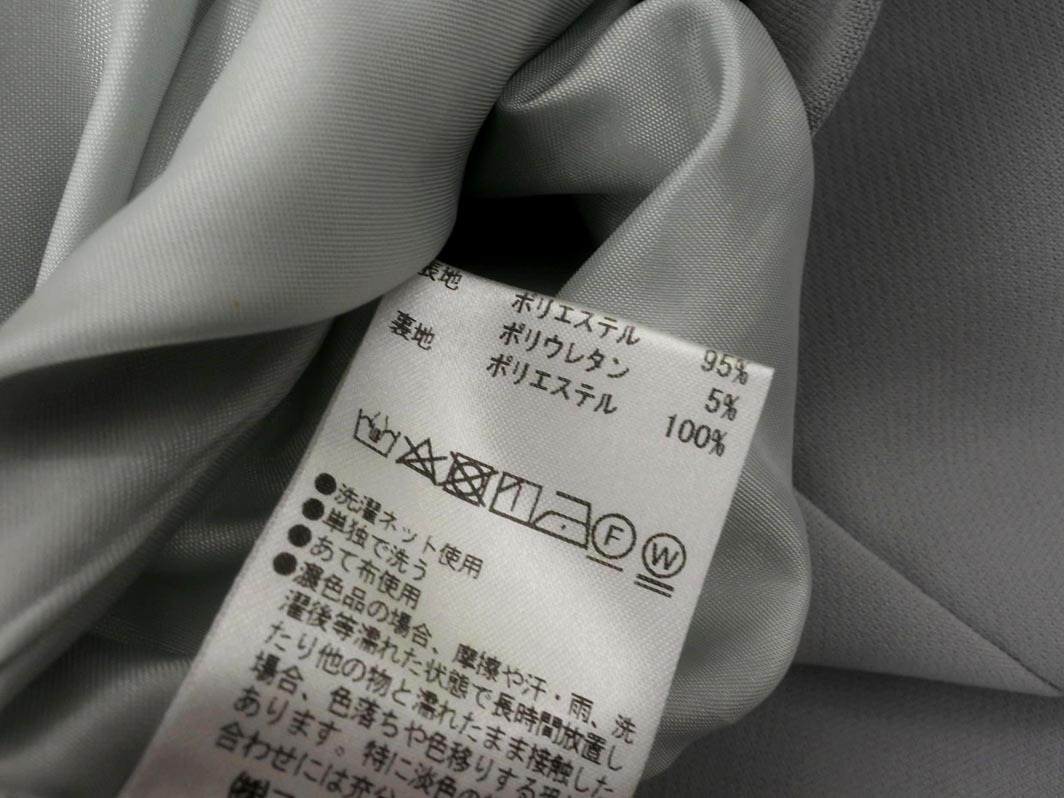 表地 ポリエステル 95%
ポリウレタン 5%
裏地 ポリエステル 100%
F W
●洗濯ネット使用
●単独で洗う
●あて布使用
●濃色品の場合、摩擦や汗・雨、洗
濯後等濡れた状態で長時間放置し
たり他の物と濡れたまま接触した
場合、色落ちや色移りする
あります。特に淡色の
合わせには充分